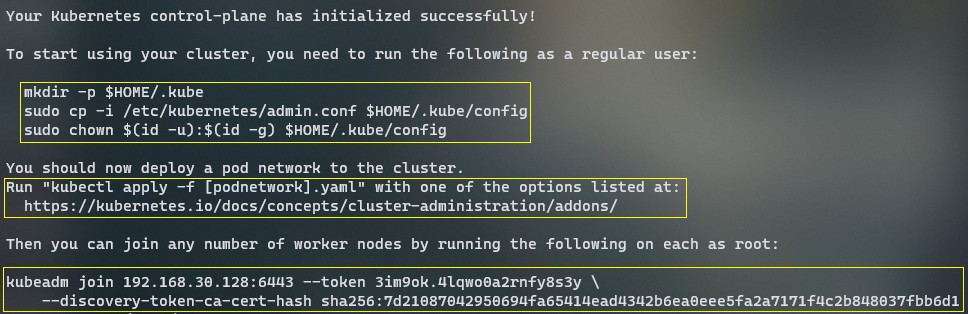 Your Kubernetes control-plane has initialized successfully!
To start using your cluster, you need to run the following as a regular user:
mkdir -p $HOME/.kube
sudo cp -i /etc/kubernetes/admin.conf $HOME/.kube/config
sudo chown $(id -u):$(id -g) $HOME/.kube/config
You should now deploy a pod network to the cluster.
Run "kubectl apply -f [podnetwork].yaml" with one of the options listed at:
https://kubernetes.io/docs/concepts/cluster-administration/addons/
Then you can join any number of worker nodes by running the following on each as root:
kubeadm join 192.168.30.128:6443 --token 3im9ok.4lqwo0a2rnfy8s3y \
--discovery-token-ca-cert-hash sha256:7d21087042950694fa65414ead4342b6ea0eee5fa2a7171f4c2b848037fbb6d1